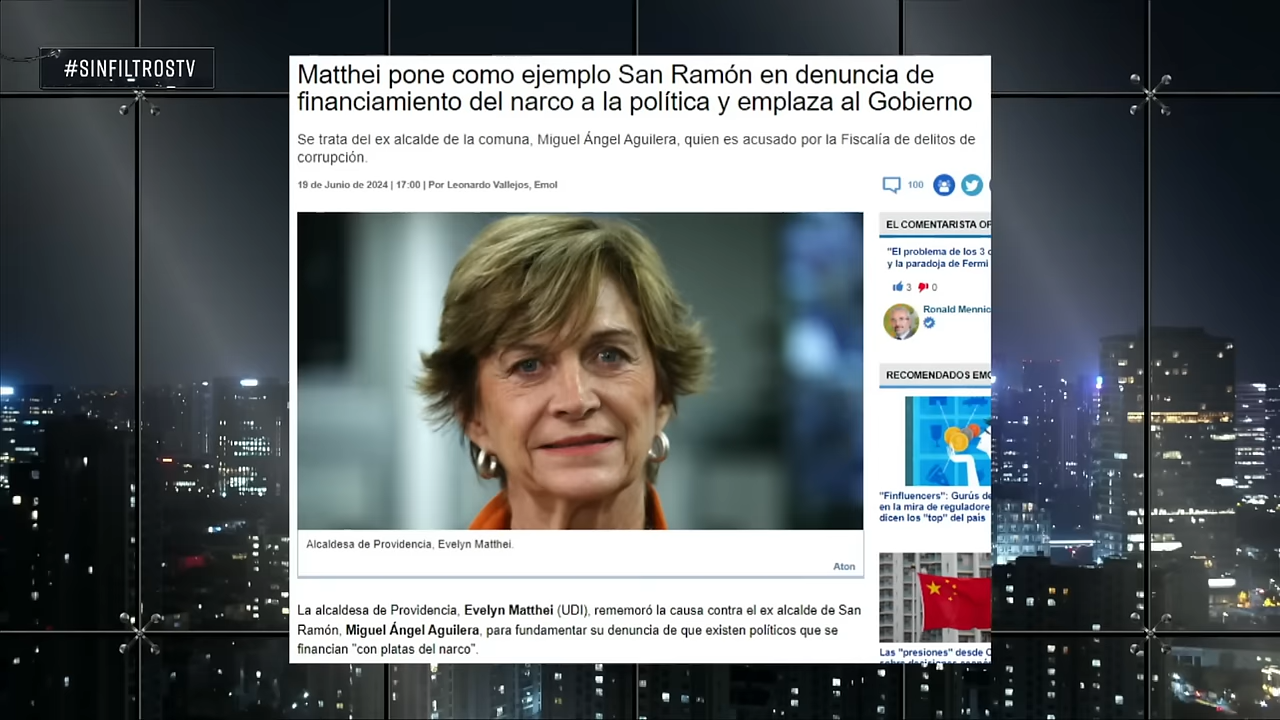 #SINFILTROSTV
Matthei pone como ejemplo San Ramón en denuncia de
financiamiento del narco a la política y emplaza al Gobierno
Se trata del ex alcalde de la comuna, Miguel Ángel Aguilera, quien es acusado por la Fiscalía de delitos de
corrupción.
19 de Junio de 2024 | 17:00 | Por Leonardo Vallejos, Emol
100
Alcaldesa de Providencia, Evelyn Matthei.
Aton
La alcaldesa de Providencia, Evelyn Matthei (UDI), rememoró la causa contra el ex alcalde de San
Ramón, Miguel Ángel Aguilera, para fundamentar su denuncia de que existen políticos que se
financian "con platas del narco".
EL COMENTARISTA
"El problema de los 3
y la paradoja de Fermi
3 0
Ronald
RECOMENDADOS
"Finfluencers": Gurús
en la mira de
dicen los "top" del país
Las "presiones" desde